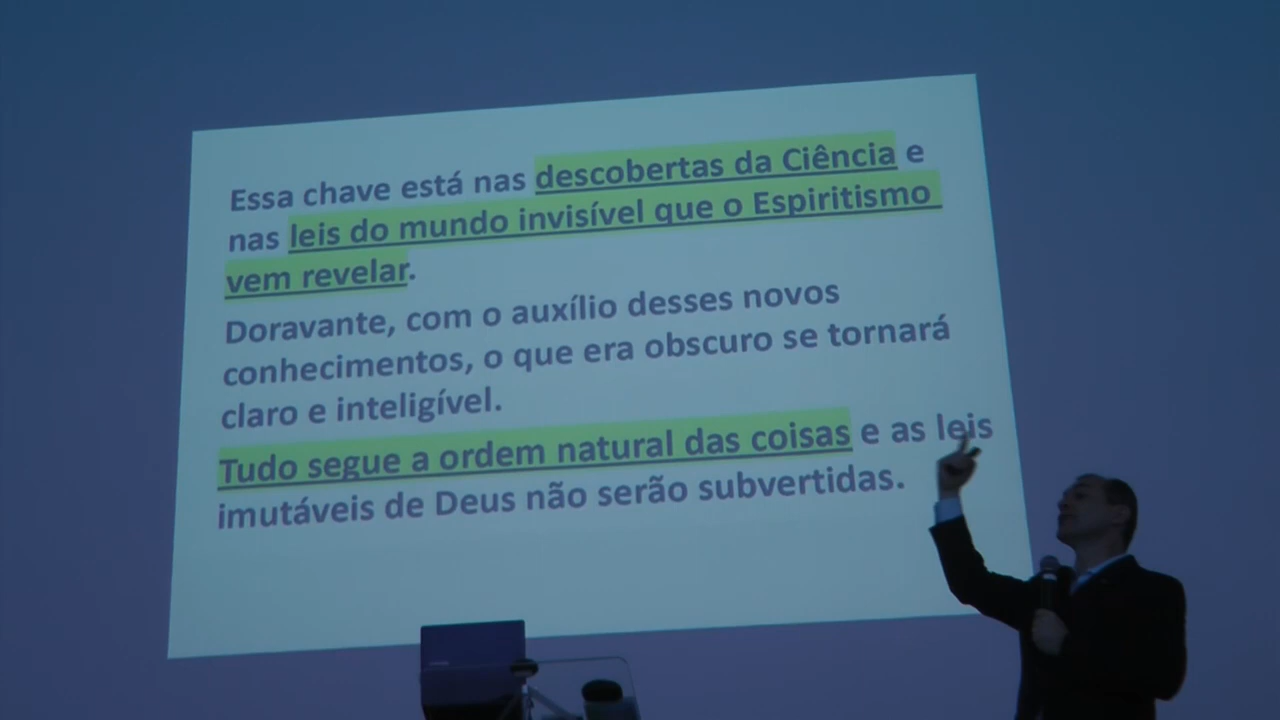 Essa chave está nas descobertas da Ciência e
nas leis do mundo invisível que o Espiritismo
vem revelar.
Doravante, com o auxílio desses novos
conhecimentos, o que era obscuro se tornará
claro e inteligível.
Tudo segue a ordem natural das coisas e as leis
imutáveis de Deus não serão subvertidas.